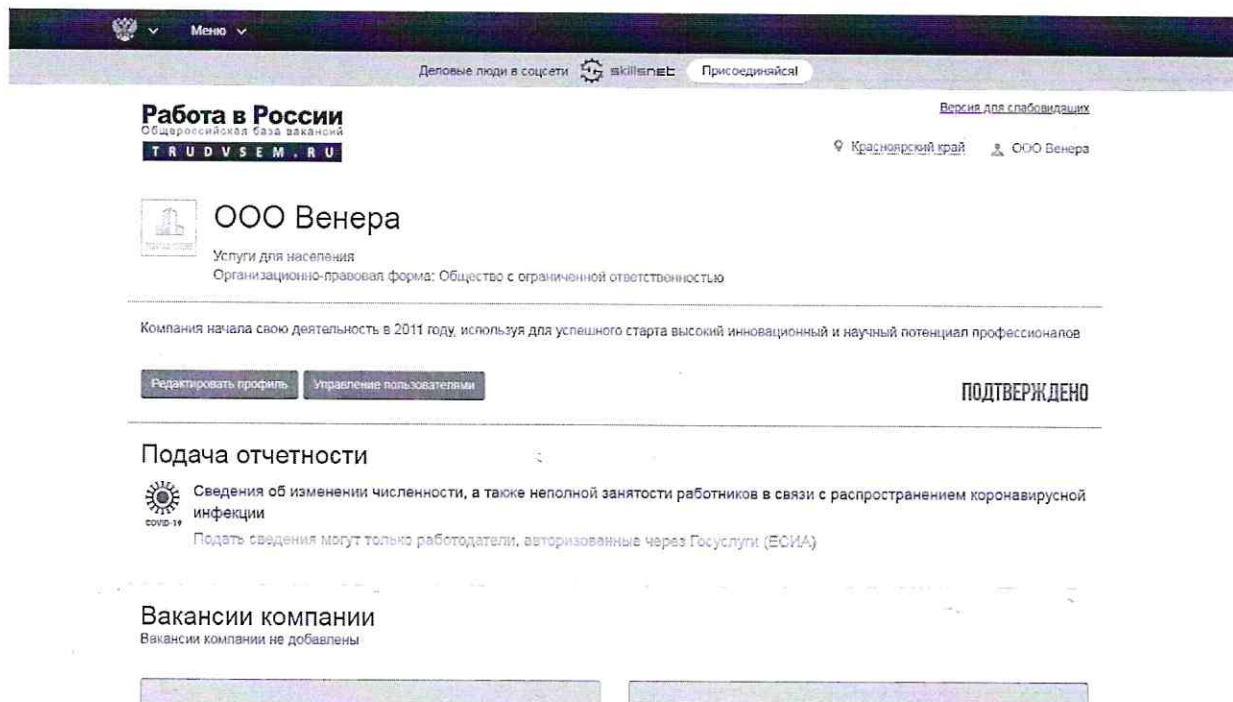 Меню
Деловые люди в соцсети skillsnet Присоединяйся!
Работа в России
Общероссийская база вакансий
TRUDVSEM.RU
Версия для слабовидящих
Красноярский край ООО Венера
ООО Венера
Услуги для населения
Организационно-правовая форма: Общество с ограниченной ответственностью
Компания начала свою деятельность в 2011 году, используя для успешного старта высокий инновационный и научный потенциал профессионалов
Редактировать профиль Управление пользователями
ПОДТВЕРЖДЕНО
Подача отчетности
Сведения об изменении численности, а также неполной занятости работников в связи с распространением коронавирусной
инфекции
COVID-19
Подать сведения могут только работодатели, авторизованные через Госуслуги (ЕСИА)
Вакансии компании
Вакансии компании не добавлены